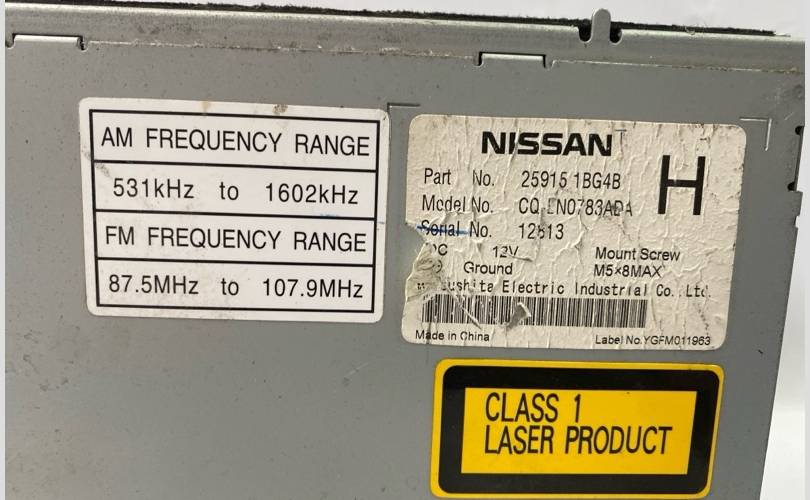 AM FREQUENCY RANGE
531kHz to 1602kHz
FM FREQUENCY RANGE
87.5MHz to 107.9MHz
NISSAN
H
Part No. 25915 1BG4B
Model No.
Serial No.
12V
Mount Screw
Ground
M5×8MAX
Electric Industrial Co., Ltd.
Made in China
Label No.YGFM011963
CLASS 1
LASER PRODUCT